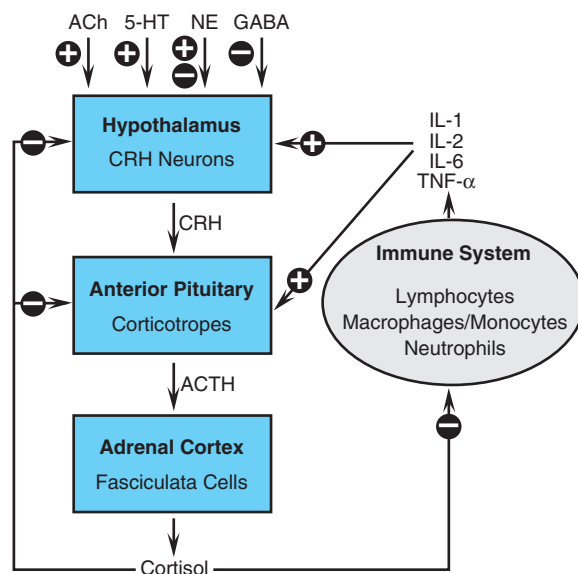 ACh 5-HT NE GABA
+ + + − −
Hypothalamus
CRH Neurons
− +
IL-1
IL-2
IL-6
TNF-α
CRH
Anterior Pituitary
Corticotropes
− +
Immune System
Lymphocytes
Macrophages/Monocytes
Neutrophils
ACTH
Adrenal Cortex
Fasciculata Cells
−
Cortisol